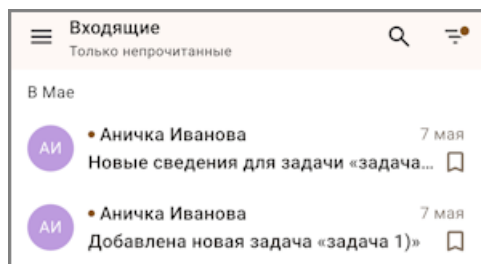 Входящие
Только непрочитанные
В Мае
АИ
• Аничка Иванова 7 мая
Новые сведения для задачи «задача...
АИ
• Аничка Иванова 7 мая
Добавлена новая задача «задача 1)»